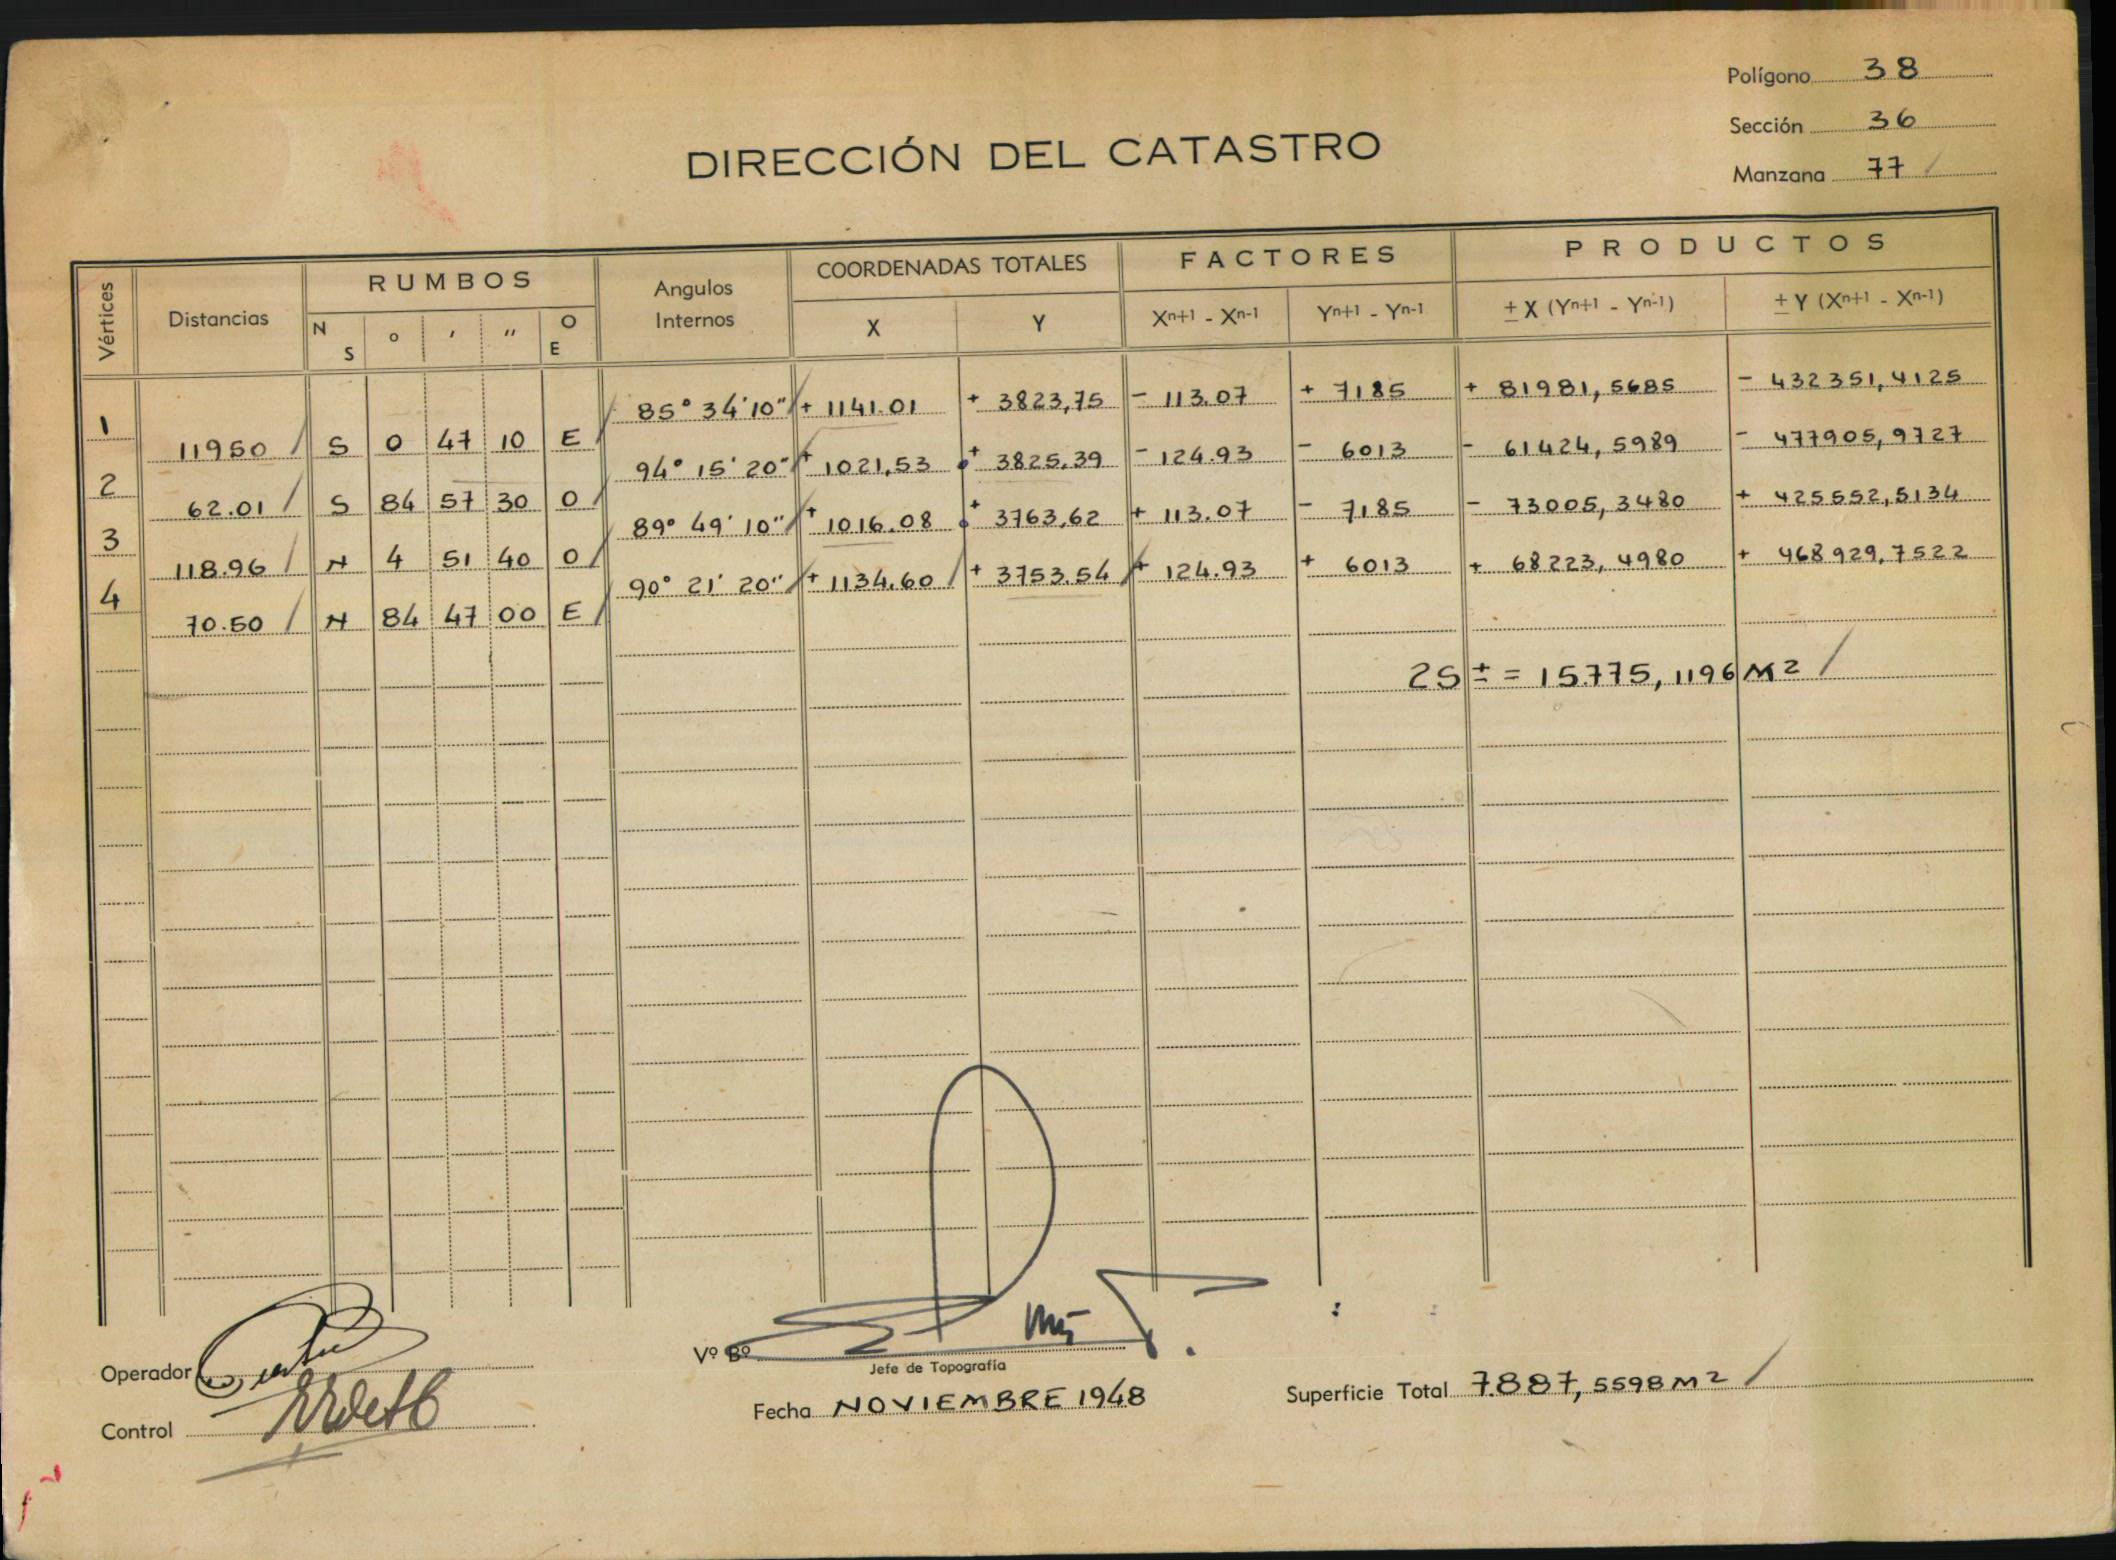 Polígono 38
Sección 36
Manzana 77
DIRECCIÓN DEL CATASTRO
Vértices Distancias RUMBOS Angulos Internos COORDENADAS TOTALES FACTORES PRODUCTOS
N S ° ′ ″ O E X Y Xn+1 - Xn-1 Yn+1 - Yn-1 ± X (Yn+1 - Yn-1) ± Y (Xn+1 - Xn-1)
1 85° 34′ 10″ + 1141.01 + 3823,75 - 113.07 + 7185 + 81981,5685 - 432351,4125
119.50 S 0 47 10 E
2 94° 15′ 20″ + 1021,53 + 3825,39 - 124.93 - 6013 - 61424,5989 - 477905,9727
62.01 S 84 57 30 O
3 89° 49′ 10″ + 1016.08 + 3763,62 + 113.07 - 7185 - 73005,3480 + 425552,5134
118.96 N 4 51 40 O
4 90° 21′ 20″ + 1134.60 + 3753.54 + 124.93 + 6013 + 68223,4980 + 468929,7522
70.50 N 84 47 00 E
2S ± = 15.775,1196 M2
Operador
Vº Bº
Jefe de Topografía
Control
Fecha NOVIEMBRE 1948
Superficie Total 7.887,5598 M2